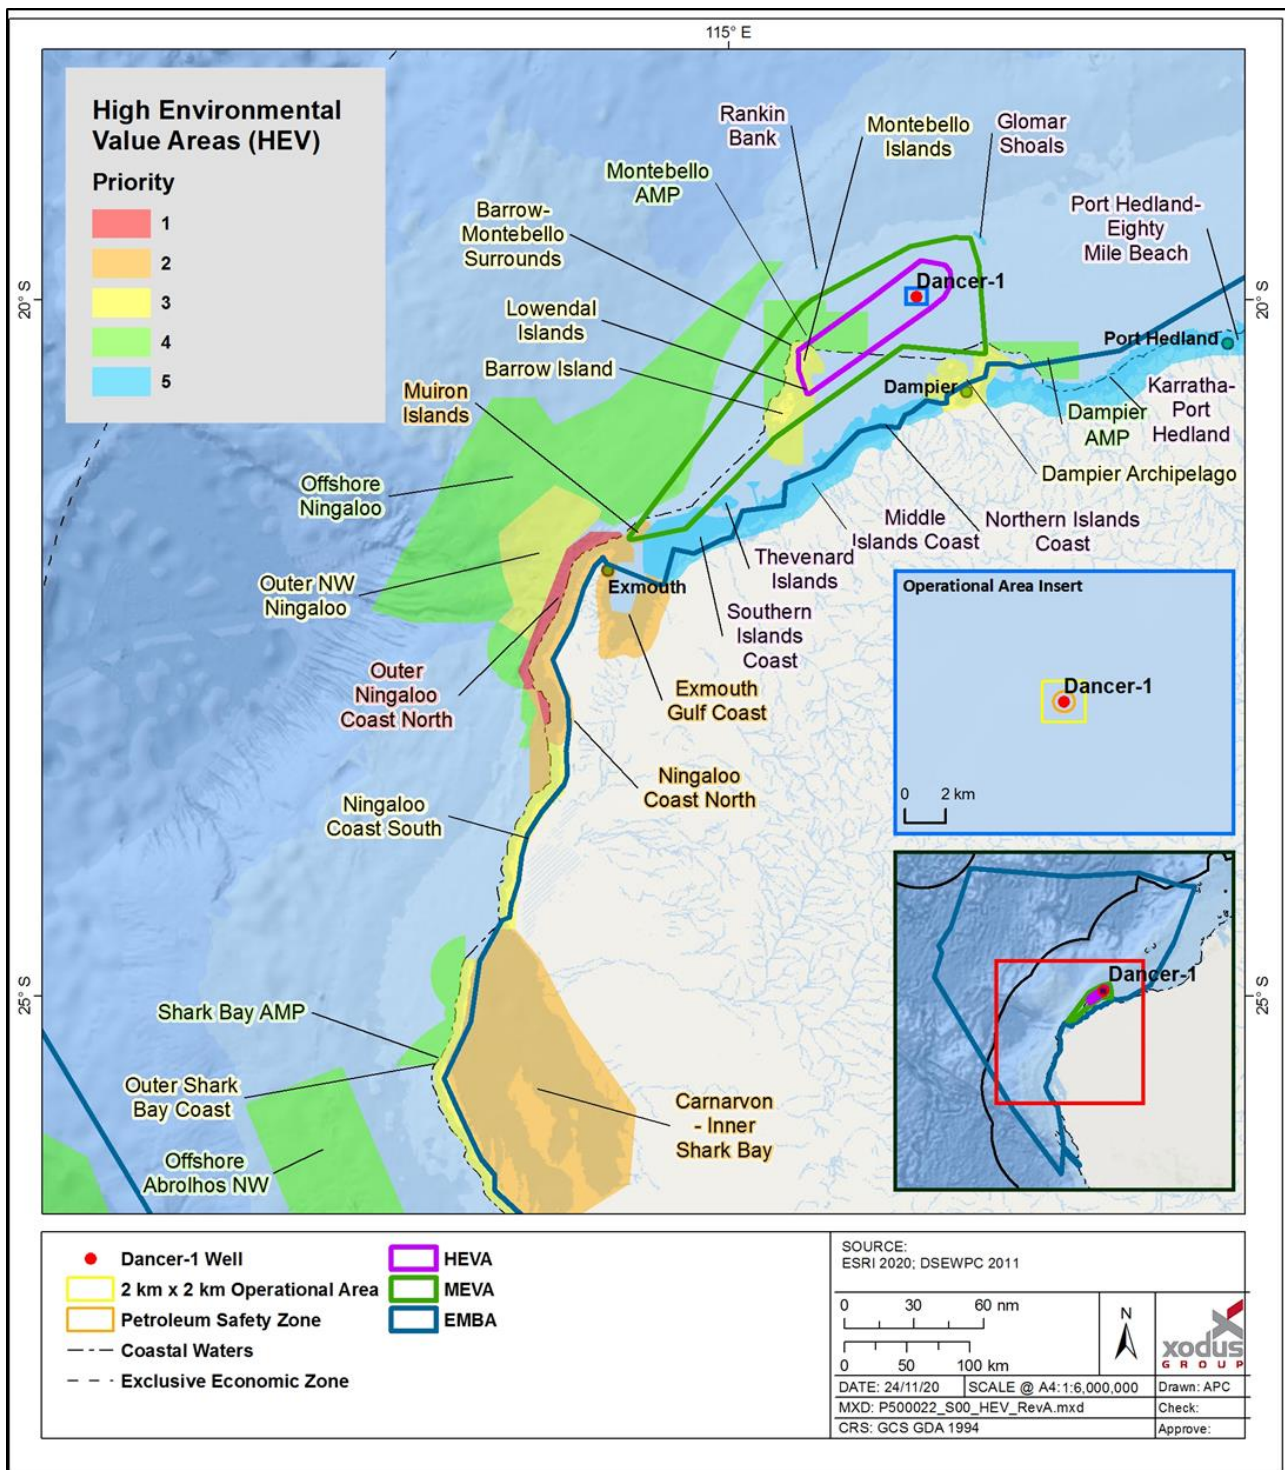 115° E
High Environmental
Value Areas (HEV)
Priority
1
2
3
4
5
Rankin
Bank
Montebello
Islands
Glomar
Shoals
Montebello
AMP
Barrow-
Montebello
Surrounds
Port Hedland-
Eighty
Mile Beach
20° S
Dancer-1
20° S
Lowendal
Islands
Port Hedland
Barrow Island
Muiron
Islands
Dampier
Karratha-
Port
Hedland
Dampier
AMP
Dampier Archipelago
Offshore
Ningaloo
Middle
Islands Coast
Northern Islands
Coast
Thevenard
Islands
Outer NW
Ningaloo
Exmouth
Southern
Islands
Coast
Operational Area Insert
Dancer-1
0 2 km
Outer
Ningaloo
Coast North
Exmouth
Gulf Coast
Ningaloo
Coast North
Ningaloo
Coast South
Dancer-1
25° S
25° S
Shark Bay AMP
Outer Shark
Bay Coast
Carnarvon
- Inner
Shark Bay
Offshore
Abrolhos NW
Dancer-1 Well
2 km x 2 km Operational Area
Petroleum Safety Zone
Coastal Waters
Exclusive Economic Zone
HEVA
MEVA
EMBA
SOURCE:
ESRI 2020; DSEWPC 2011
0 30 60 nm
0 50 100 km
N
xodus
GROUP
DATE: 24/11/20
SCALE @ A4:1:6,000,000
Drawn: APC
MXD: P500022_S00_HEV_RevA.mxd
Check:
CRS: GCS GDA 1994
Approve: